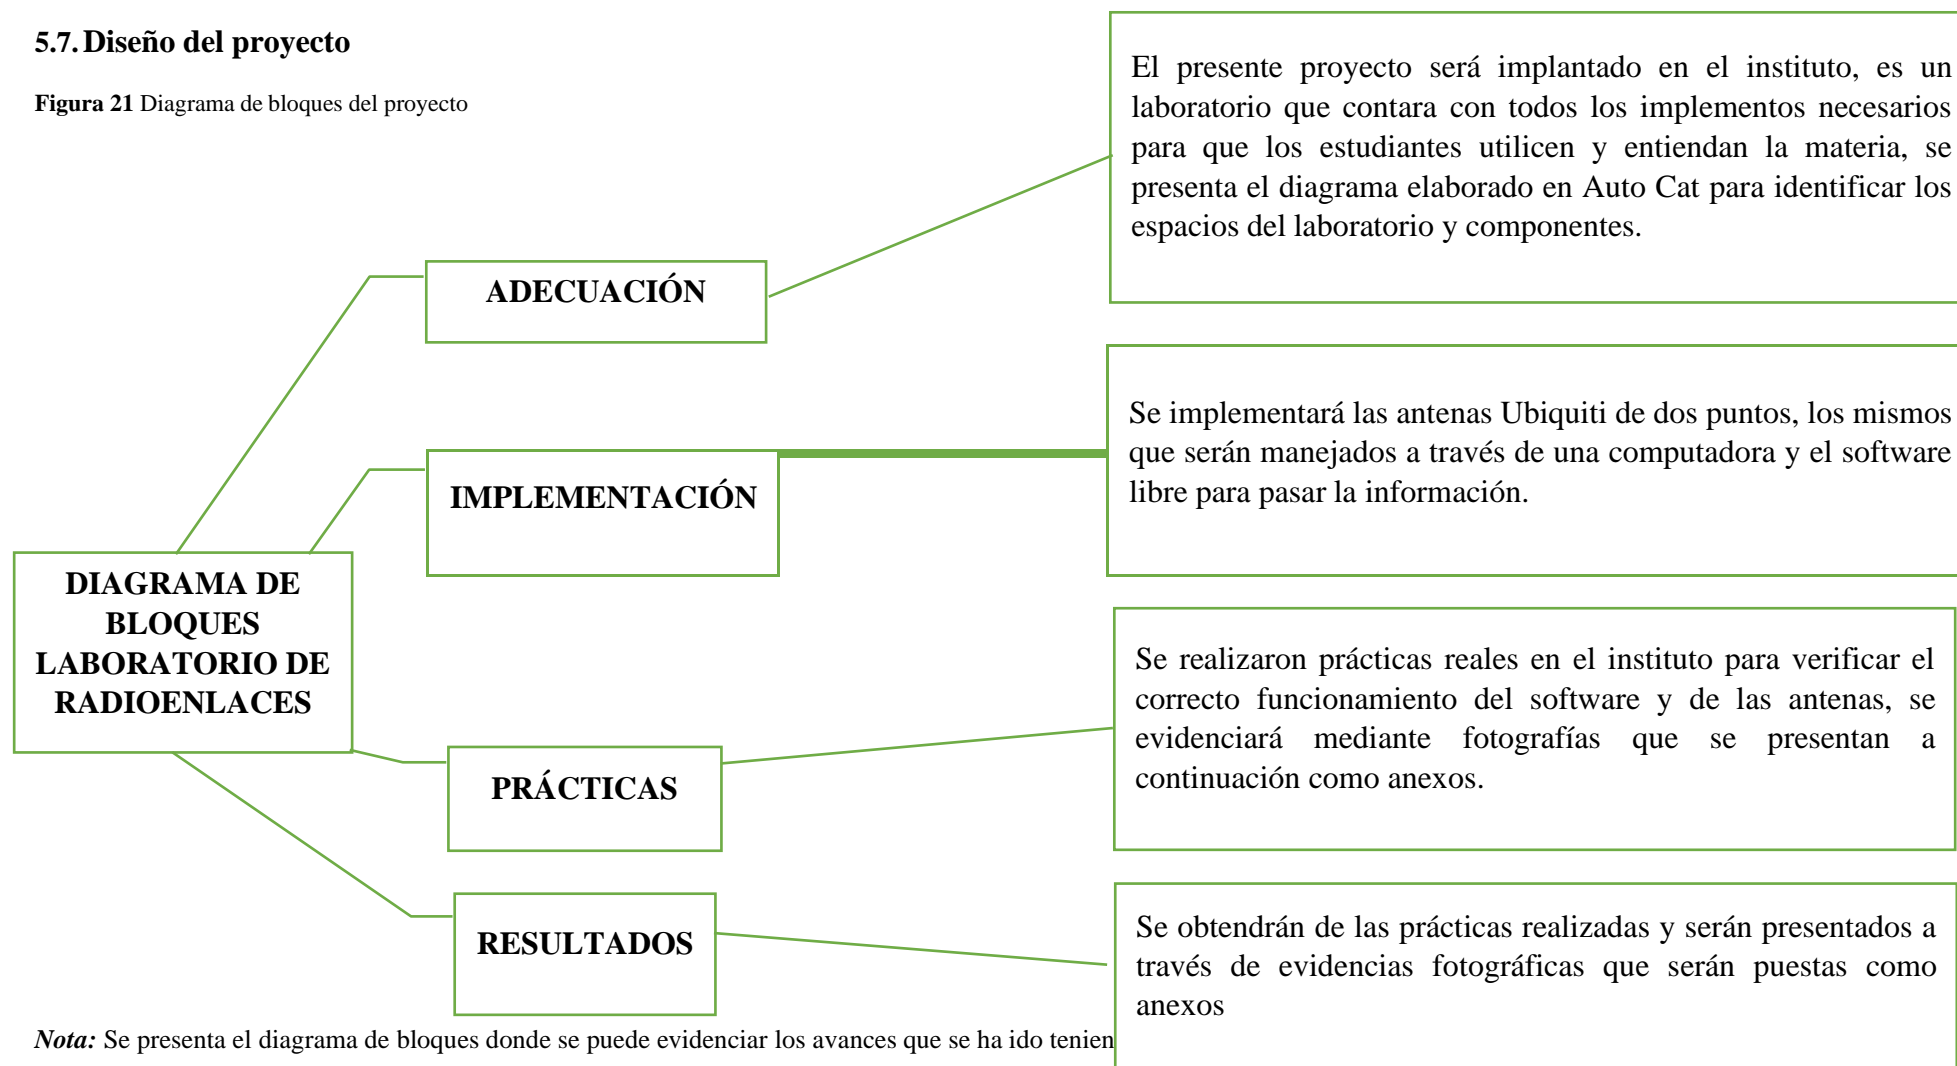 5.7. Diseño del proyecto
Figura 21 Diagrama de bloques del proyecto
El presente proyecto será implantado en el instituto, es un
laboratorio que contara con todos los implementos necesarios
para que los estudiantes utilicen y entiendan la materia, se
presenta el diagrama elaborado en Auto Cat para identificar los
espacios del laboratorio y componentes.
ADECUACIÓN
Se implementará las antenas Ubiquiti de dos puntos, los mismos
que serán manejados a través de una computadora y el software
libre para pasar la información.
IMPLEMENTACIÓN
DIAGRAMA DE
BLOQUES
LABORATORIO DE
RADIOENLACES
Se realizaron prácticas reales en el instituto para verificar el
correcto funcionamiento del software y de las antenas, se
evidenciará mediante fotografías que se presentan a
continuación como anexos.
PRÁCTICAS
RESULTADOS
Se obtendrán de las prácticas realizadas y serán presentados a
través de evidencias fotográficas que serán puestas como
anexos
Nota: Se presenta el diagrama de bloques donde se puede evidenciar los avances que se ha ido tenien